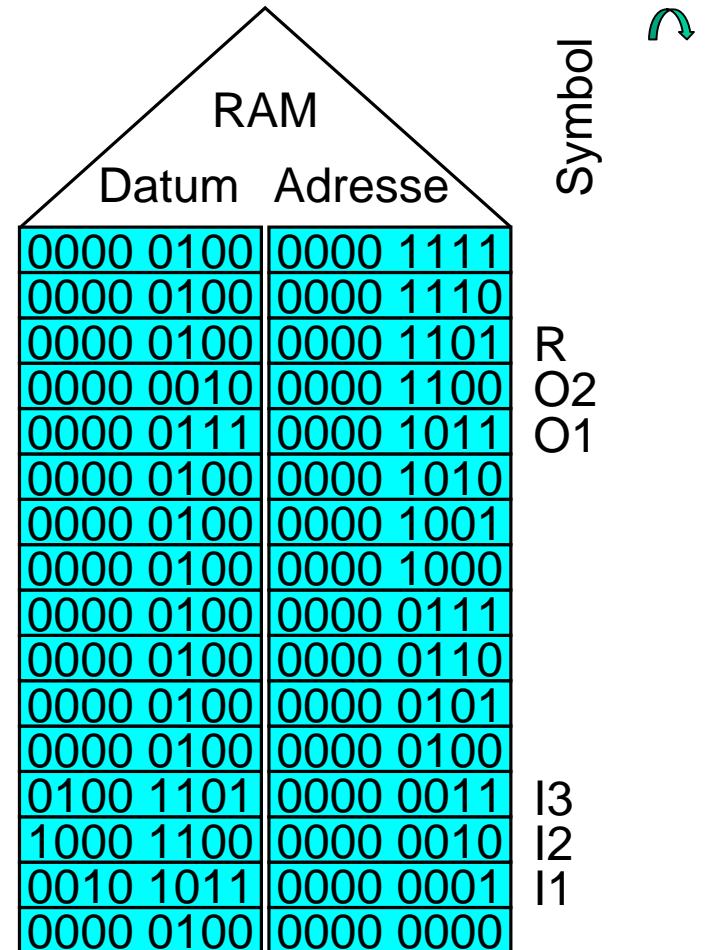 Symbol
RAM
Datum Adresse
0000 0100 0000 1111
0000 0100 0000 1110
0000 0100 0000 1101 R
0000 0010 0000 1100 O2
0000 0111 0000 1011 O1
0000 0100 0000 1010
0000 0100 0000 1001
0000 0100 0000 1000
0000 0100 0000 0111
0000 0100 0000 0110
0000 0100 0000 0101
0000 0100 0000 0100
0100 1101 0000 0011 I3
1000 1100 0000 0010 I2
0010 1011 0000 0001 I1
0000 0100 0000 0000